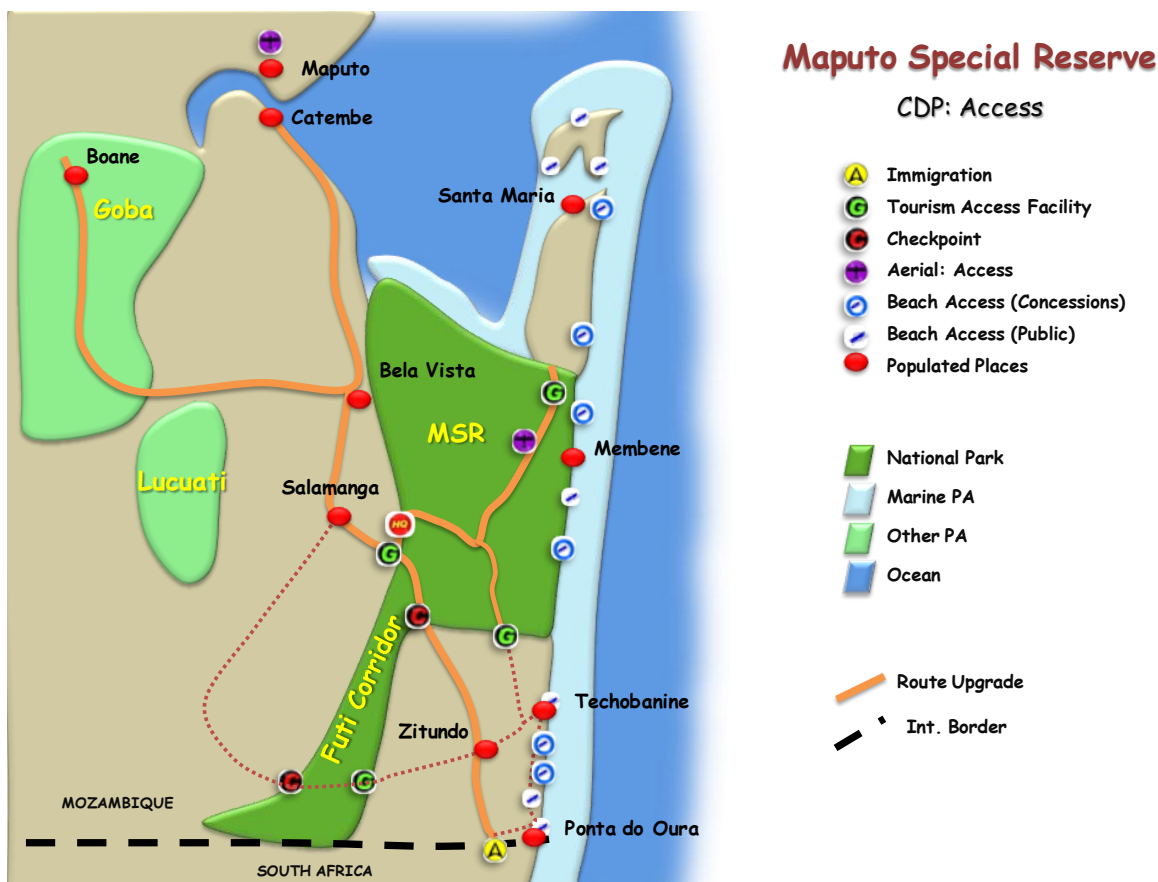 Maputo Special Reserve
CDP: Access
Maputo
Catembe
Boane
Goba
Santa Maria
Bela Vista
MSR
Membene
Lucuati
Salamanga
HQ
Futi Corridor
Techobanine
Zitundo
Ponta do Oura
MOZAMBIQUE
SOUTH AFRICA
A
G
G
G
G
C
C
A
Immigration
G
Tourism Access Facility
C
Checkpoint
Aerial: Access
Beach Access (Concessions)
Beach Access (Public)
Populated Places
National Park
Marine PA
Other PA
Ocean
Route Upgrade
Int. Border